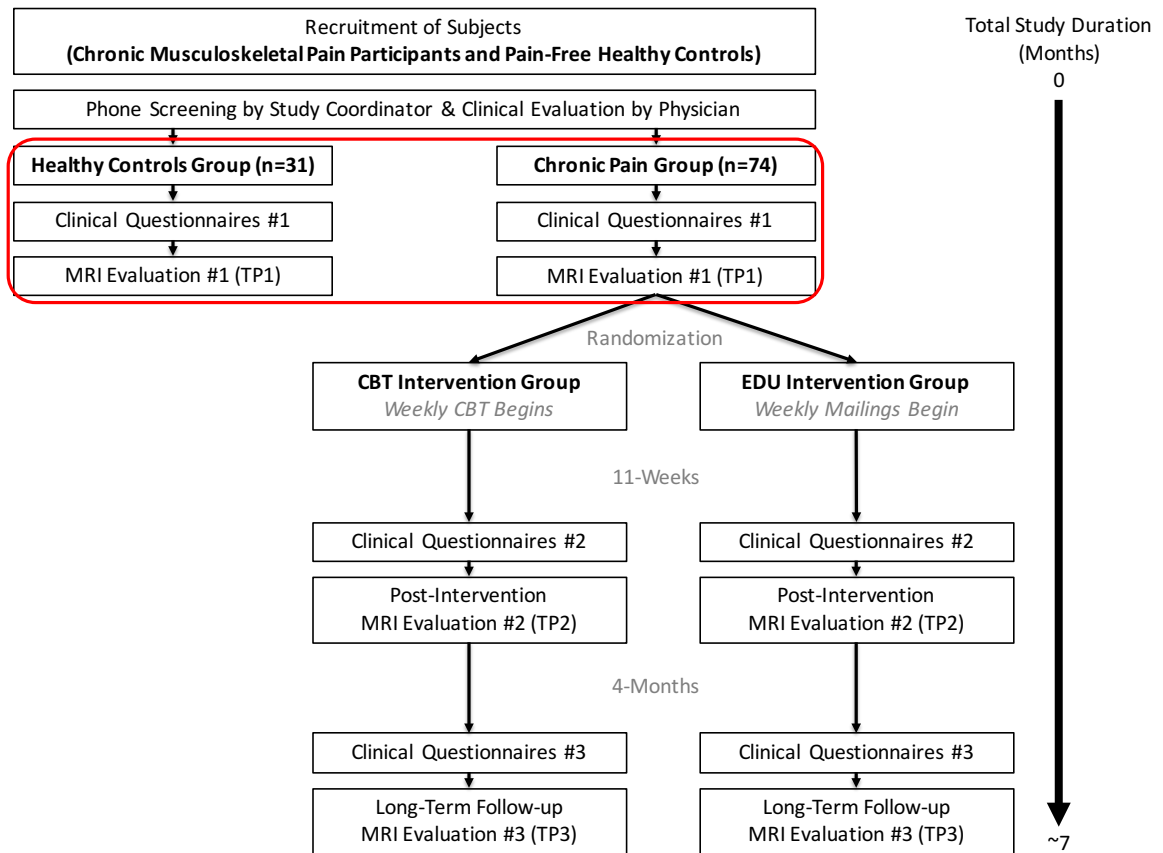 Recruitment of Subjects
(Chronic Musculoskeletal Pain Participants and Pain-Free Healthy Controls)
Total Study Duration
(Months)
0
Phone Screening by Study Coordinator & Clinical Evaluation by Physician
Healthy Controls Group (n=31)
Chronic Pain Group (n=74)
Clinical Questionnaires #1
Clinical Questionnaires #1
MRI Evaluation #1 (TP1)
MRI Evaluation #1 (TP1)
Randomization
CBT Intervention Group
Weekly CBT Begins
EDU Intervention Group
Weekly Mailings Begin
11-Weeks
Clinical Questionnaires #2
Clinical Questionnaires #2
Post-Intervention
MRI Evaluation #2 (TP2)
Post-Intervention
MRI Evaluation #2 (TP2)
4-Months
Clinical Questionnaires #3
Clinical Questionnaires #3
Long-Term Follow-up
MRI Evaluation #3 (TP3)
Long-Term Follow-up
MRI Evaluation #3 (TP3)
~7